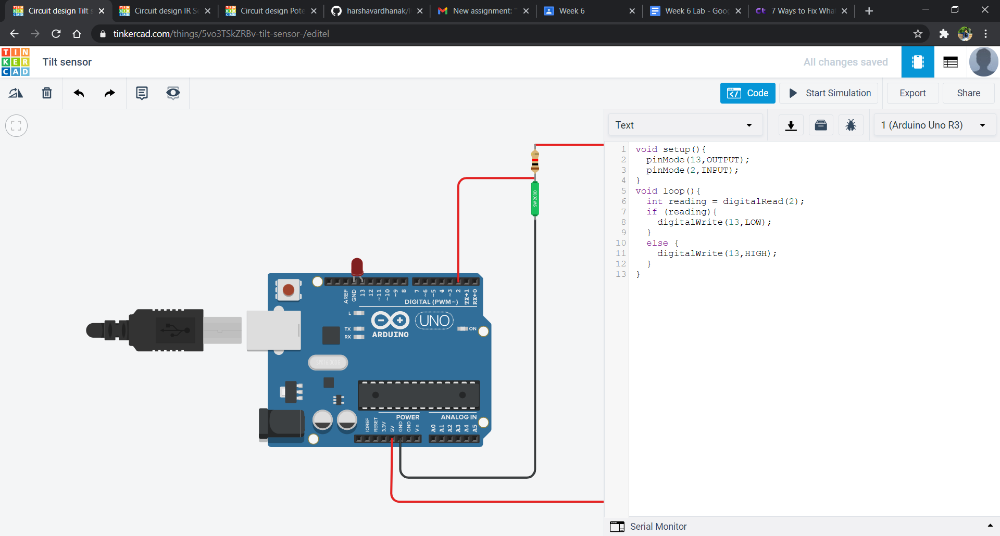 Circuit design Tilt s
Circuit design IR Se
Circuit design Pote
harshavardhanak/I
New assignment: "
Week 6
Week 6 Lab - Goog
7 Ways to Fix Wha
tinkercad.com/things/5vo3TSkZRBv-tilt-sensor-/editel
TIN
KER
CAD
Tilt sensor
All changes saved
Code
Start Simulation
Export
Share
Text
1 (Arduino Uno R3)
1 void setup(){
2 pinMode(13,OUTPUT);
3 pinMode(2,INPUT);
4 }
5 void loop(){
6 int reading = digitalRead(2);
7 if (reading){
8 digitalWrite(13,LOW);
9 }
10 else {
11 digitalWrite(13,HIGH);
12 }
13 }
SW 200D
AREF GND 13 12 ~11 ~10 ~9 8 7 ~6 ~5 4 ~3 2 TX→1 RX←0
DIGITAL (PWM~)
L
TX
RX
ARDUINO
UNO
ON
POWER
ANALOG IN
IOREF RESET 3.3V 5V GND GND Vin A0 A1 A2 A3 A4 A5
Serial Monitor